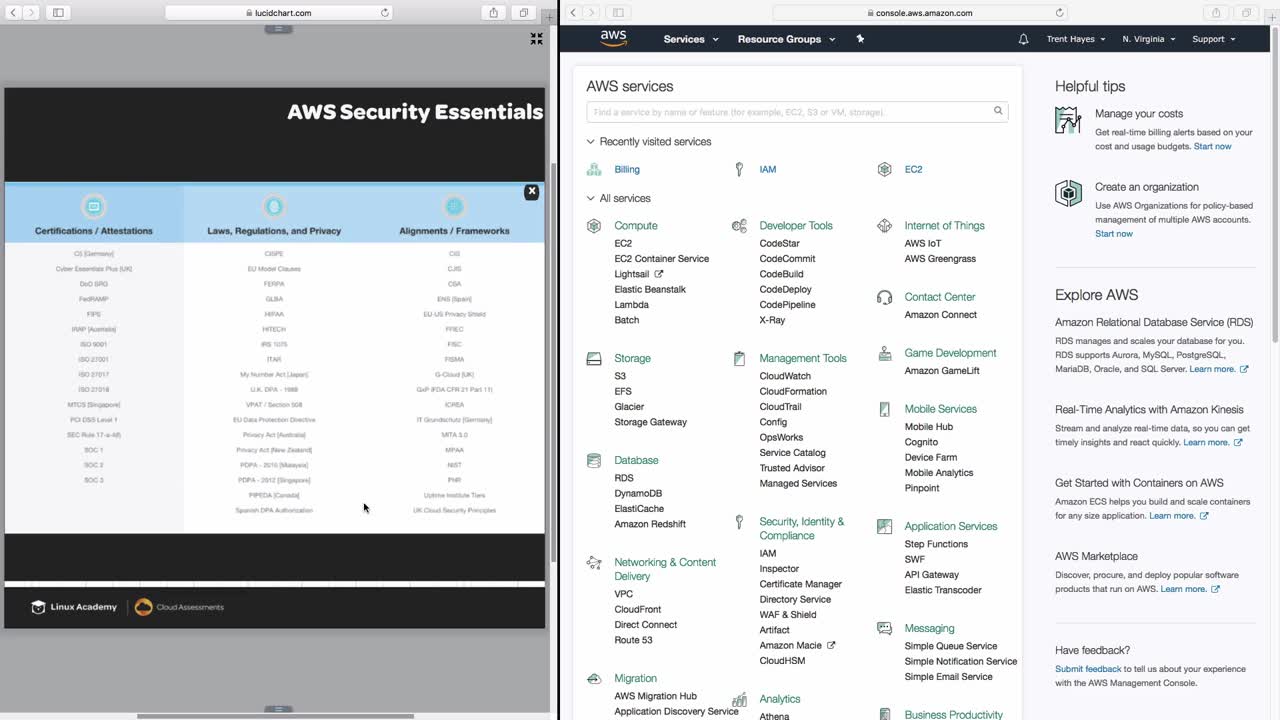 lucidchart.com
AWS Security Essentials
Certifications / Attestations
C5 [Germany]
Cyber Essentials Plus [UK]
DoD SRG
FedRAMP
FIPS
IRAP [Australia]
ISO 9001
ISO 27001
ISO 27017
ISO 27018
MTCS [Singapore]
PCI DSS Level 1
SEC Rule 17-a-4(f)
SOC 1
SOC 2
SOC 3
Laws, Regulations, and Privacy
CISPE
EU Model Clauses
FERPA
GLBA
HIPAA
HITECH
IRS 1075
ITAR
My Number Act [Japan]
U.K. DPA - 1988
VPAT / Section 508
EU Data Protection Directive
Privacy Act [Australia]
Privacy Act [New Zealand]
PDPA - 2010 [Malaysia]
PDPA - 2012 [Singapore]
PIPEDA [Canada]
Spanish DPA Authorization
Alignments / Frameworks
CIS
CJIS
CSA
ENS [Spain]
EU-US Privacy Shield
FFIEC
FISC
FISMA
G-Cloud [UK]
GxP (FDA CFR 21 Part 11)
ICREA
IT Grundschutz [Germany]
MITA 3.0
MPAA
NIST
PHR
Uptime Institute Tiers
UK Cloud Security Principles
Linux Academy
Cloud Assessments
console.aws.amazon.com
aws
Services
Resource Groups
Trent Hayes
N. Virginia
Support
AWS services
Find a service by name or feature (for example, EC2, S3 or VM, storage).
Recently visited services
Billing
IAM
EC2
All services
Compute
EC2
EC2 Container Service
Lightsail
Elastic Beanstalk
Lambda
Batch
Storage
S3
EFS
Glacier
Storage Gateway
Database
RDS
DynamoDB
ElastiCache
Amazon Redshift
Networking & Content
Delivery
VPC
CloudFront
Direct Connect
Route 53
Migration
AWS Migration Hub
Application Discovery Service
Developer Tools
CodeStar
CodeCommit
CodeBuild
CodeDeploy
CodePipeline
X-Ray
Management Tools
CloudWatch
CloudFormation
CloudTrail
Config
OpsWorks
Service Catalog
Trusted Advisor
Managed Services
Security, Identity &
Compliance
IAM
Inspector
Certificate Manager
Directory Service
WAF & Shield
Artifact
Amazon Macie
CloudHSM
Analytics
Athena
Internet of Things
AWS IoT
AWS Greengrass
Contact Center
Amazon Connect
Game Development
Amazon GameLift
Mobile Services
Mobile Hub
Cognito
Device Farm
Mobile Analytics
Pinpoint
Application Services
Step Functions
SWF
API Gateway
Elastic Transcoder
Messaging
Simple Queue Service
Simple Notification Service
Simple Email Service
Business Productivity
Helpful tips
Manage your costs
Get real-time billing alerts based on your
cost and usage budgets. Start now
Create an organization
Use AWS Organizations for policy-based
management of multiple AWS accounts.
Start now
Explore AWS
Amazon Relational Database Service (RDS)
RDS manages and scales your database for you.
RDS supports Aurora, MySQL, PostgreSQL,
MariaDB, Oracle, and SQL Server. Learn more.
Real-Time Analytics with Amazon Kinesis
Stream and analyze real-time data, so you can get
timely insights and react quickly. Learn more.
Get Started with Containers on AWS
Amazon ECS helps you build and scale containers
for any size application. Learn more.
AWS Marketplace
Discover, procure, and deploy popular software
products that run on AWS. Learn more.
Have feedback?
Submit feedback to tell us about your experience
with the AWS Management Console.